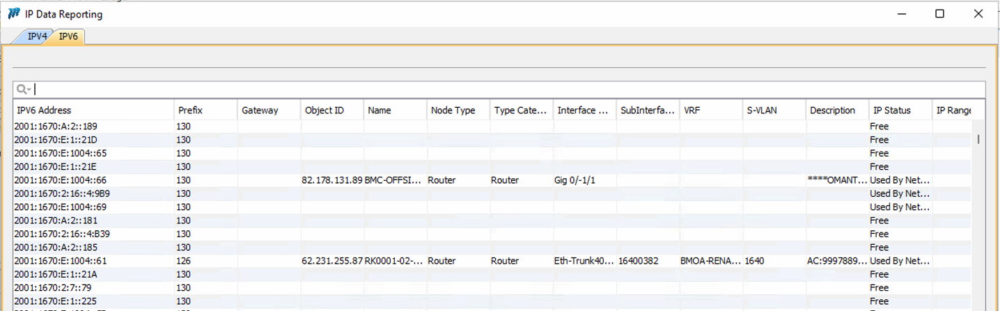 IP Data Reporting
IPV4 IPV6
IPV6 Address Prefix Gateway Object ID Name Node Type Type Cate... Interface ... SubInterfa... VRF S-VLAN Description IP Status IP Range
2001:1670:A:2::189 130 Free
2001:1670:E:1::21D 130 Free
2001:1670:E:1004::65 130 Free
2001:1670:E:1::21E 130 Free
2001:1670:E:1004::66 130 82.178.131.89 BMC-OFFSI... Router Router Gig 0/-1/1 ****OMANT... Used By Net...
2001:1670:2:16::4:9B9 130 Used By Net...
2001:1670:E:1004::69 130 Used By Net...
2001:1670:A:2::181 130 Free
2001:1670:2:16::4:B39 130 Free
2001:1670:A:2::185 130 Free
2001:1670:E:1004::61 126 62.231.255.87 RK0001-02-... Router Router Eth-Trunk40... 16400382 BMOA-RENA... 1640 AC:9997889... Used By Net...
2001:1670:E:1::21A 130 Free
2001:1670:2:7::79 130 Free
2001:1670:E:1::225 130 Free